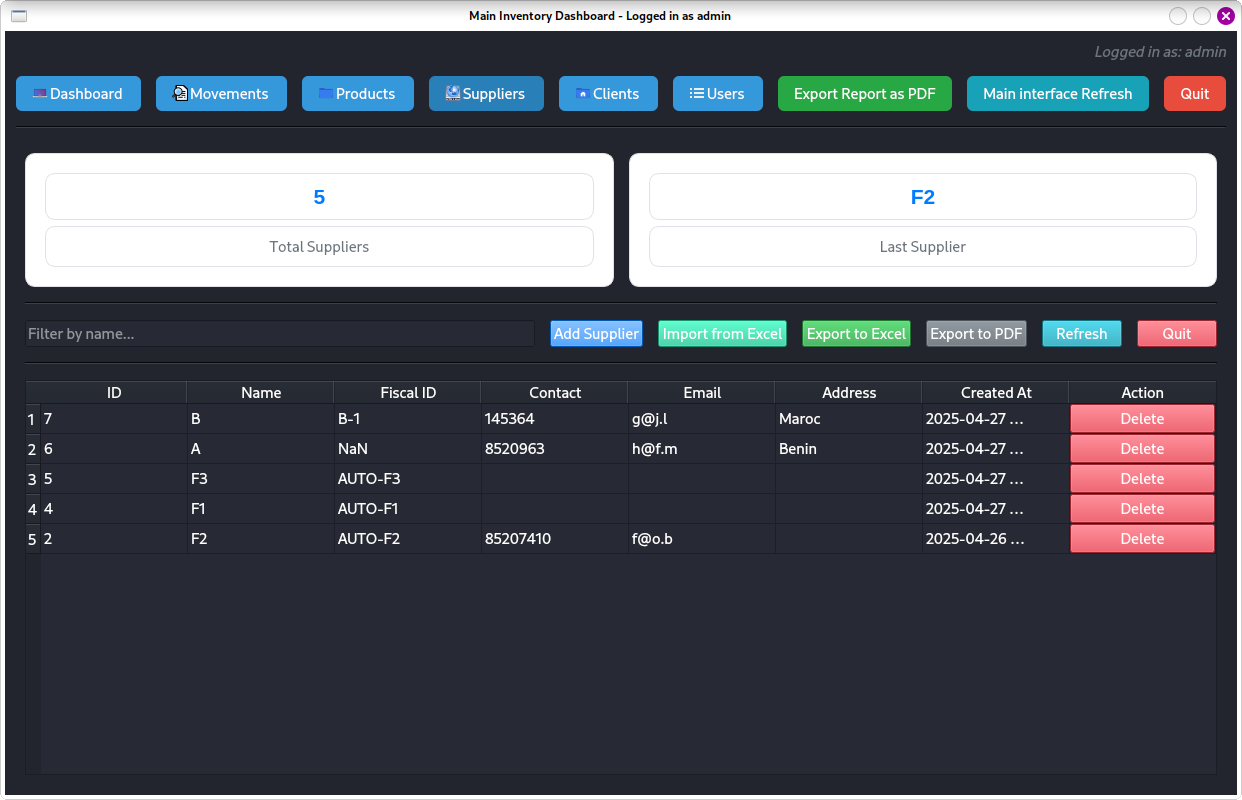 Main Inventory Dashboard - Logged in as admin
Logged in as: admin
Dashboard Movements Products Suppliers Clients Users Export Report as PDF Main interface Refresh Quit
5 F2
Total Suppliers Last Supplier
Filter by name... Add Supplier Import from Excel Export to Excel Export to PDF Refresh Quit
ID Name Fiscal ID Contact Email Address Created At Action
1 7 B B-1 145364 g@j.l Maroc 2025-04-27 ... Delete
2 6 A NaN 8520963 h@f.m Benin 2025-04-27 ... Delete
3 5 F3 AUTO-F3 2025-04-27 ... Delete
4 4 F1 AUTO-F1 2025-04-27 ... Delete
5 2 F2 AUTO-F2 85207410 f@o.b 2025-04-26 ... Delete